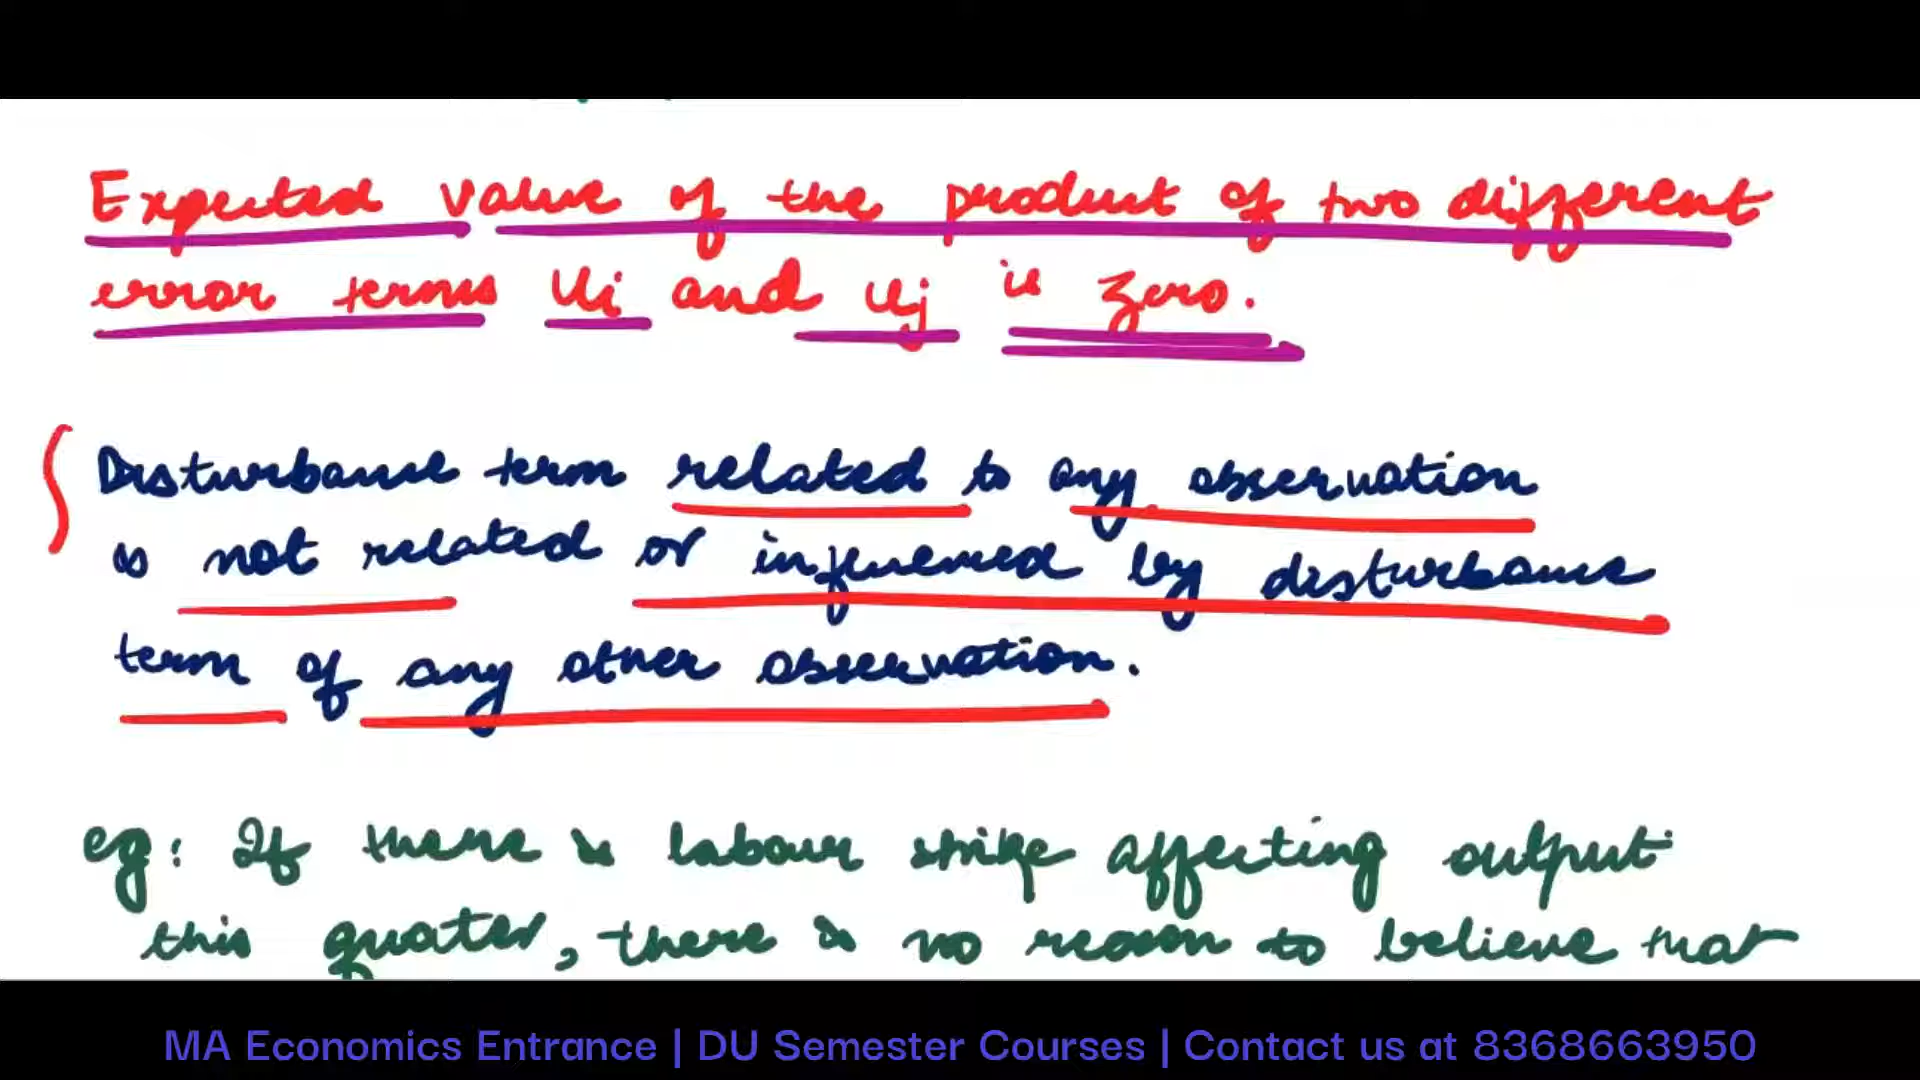 Expected value of the product of two different
error terms ui and uj is zero.
Disturbance term related to any observation
is not related or influenced by disturbance
term of any other observation.
eg: If there is labour strike affecting output
this quater, there is no reason to believe that
MA Economics Entrance | DU Semester Courses | Contact us at 8368663950